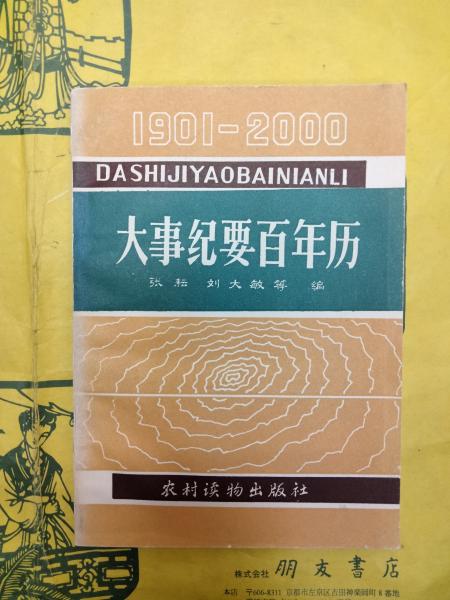 1901-2000
DASHIJIYAOBAINIANLI
大事纪要百年历
张耘 刘大敏等 编
农村读物出版社
株式会社 朋友書店
本店 〒606-8311 京都市左京区吉田神楽岡町8番地